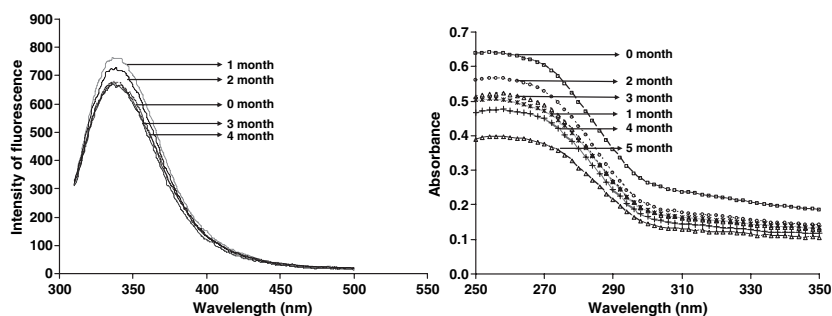 Intensity of fluorescence
900
800
700
600
500
400
300
200
100
0
1 month
2 month
0 month
3 month
4 month
300
350
400
450
500
550
Wavelength (nm)
Absorbance
0.7
0.6
0.5
0.4
0.3
0.2
0.1
0.0
0 month
2 month
3 month
1 month
4 month
5 month
250
270
290
310
330
350
Wavelength (nm)